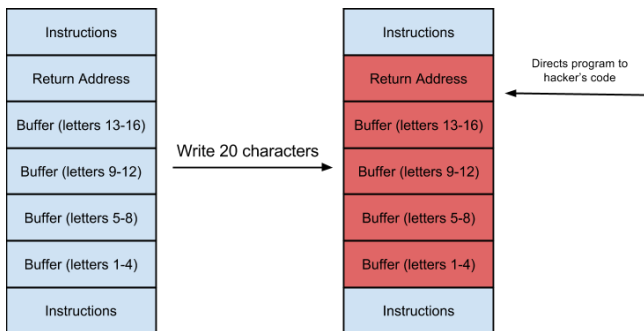 Instructions
Return Address
Buffer (letters 13-16)
Buffer (letters 9-12)
Buffer (letters 5-8)
Buffer (letters 1-4)
Instructions
Write 20 characters
Instructions
Return Address
Buffer (letters 13-16)
Buffer (letters 9-12)
Buffer (letters 5-8)
Buffer (letters 1-4)
Instructions
Directs program to
hacker's code